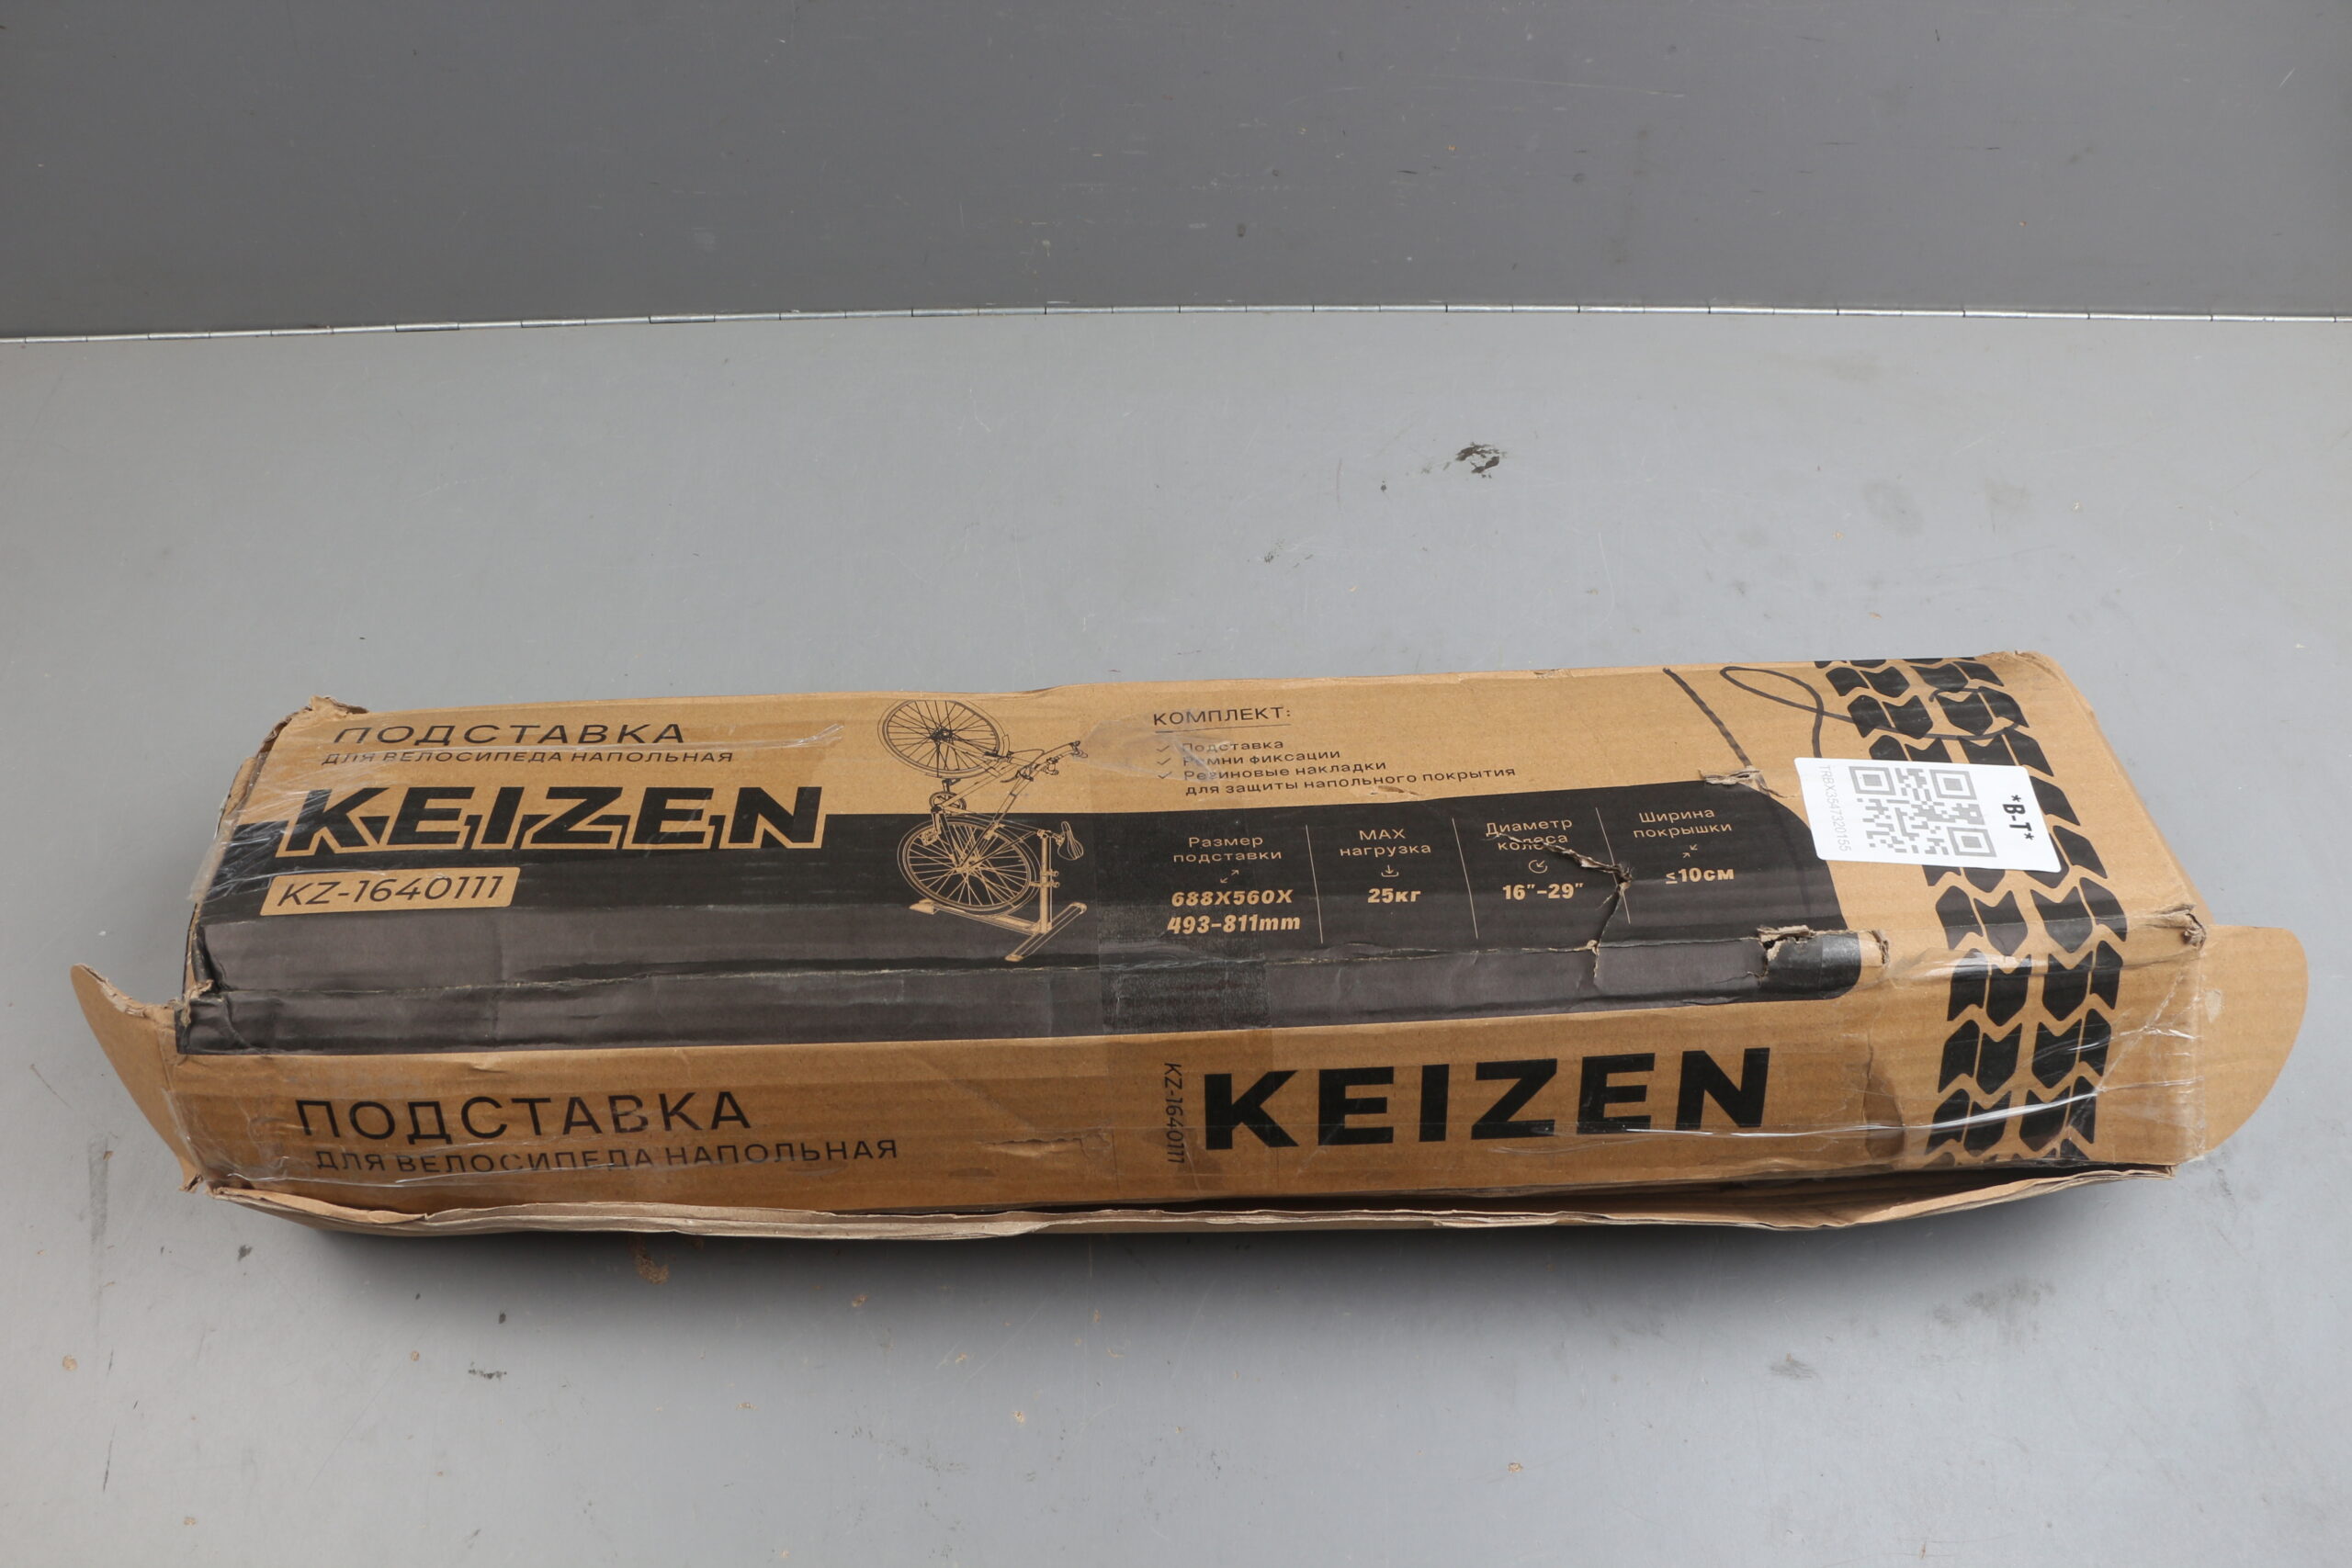 ПОДСТАВКА
ДЛЯ ВЕЛОСИПЕДА НАПОЛЬНАЯ
KEIZEN
KZ-1640111
КОМПЛЕКТ:
Подставка
Ремни фиксации
Резиновые накладки
для защиты напольного покрытия
Размер
подставки
688X560X
493-811mm
MAX
нагрузка
25кг
Диаметр
колеса
16"-29"
Ширина
покрышки
≤10см
*B-T*
TRBX35473201155
ПОДСТАВКА
ДЛЯ ВЕЛОСИПЕДА НАПОЛЬНАЯ
KZ-1640111
KEIZEN